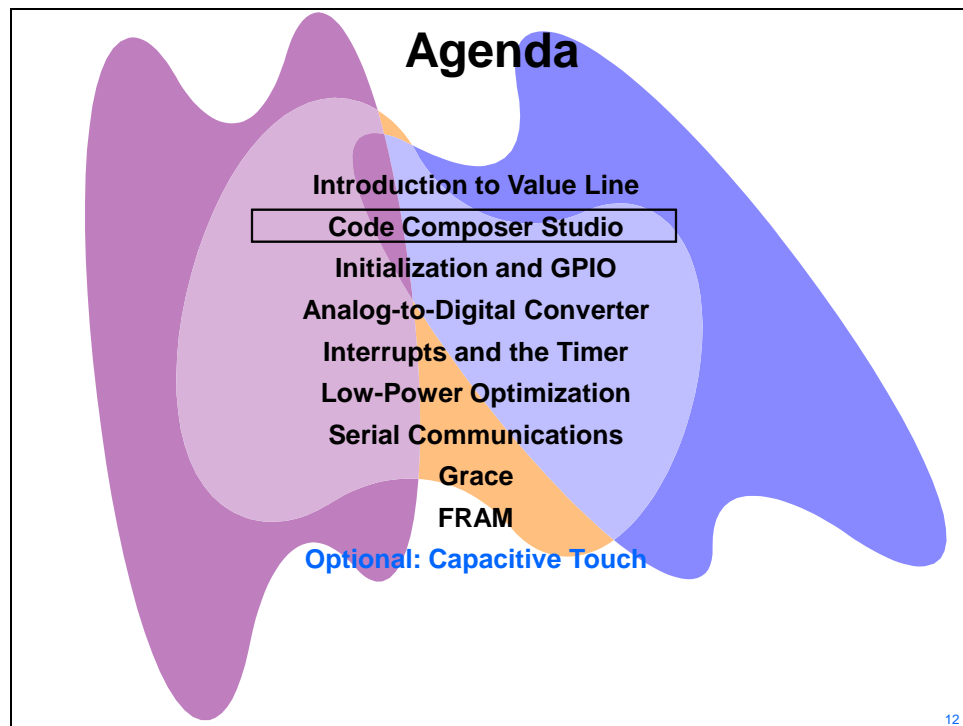 Agenda
Introduction to Value Line
Code Composer Studio
Initialization and GPIO
Analog-to-Digital Converter
Interrupts and the Timer
Low-Power Optimization
Serial Communications
Grace
FRAM
Optional: Capacitive Touch
12